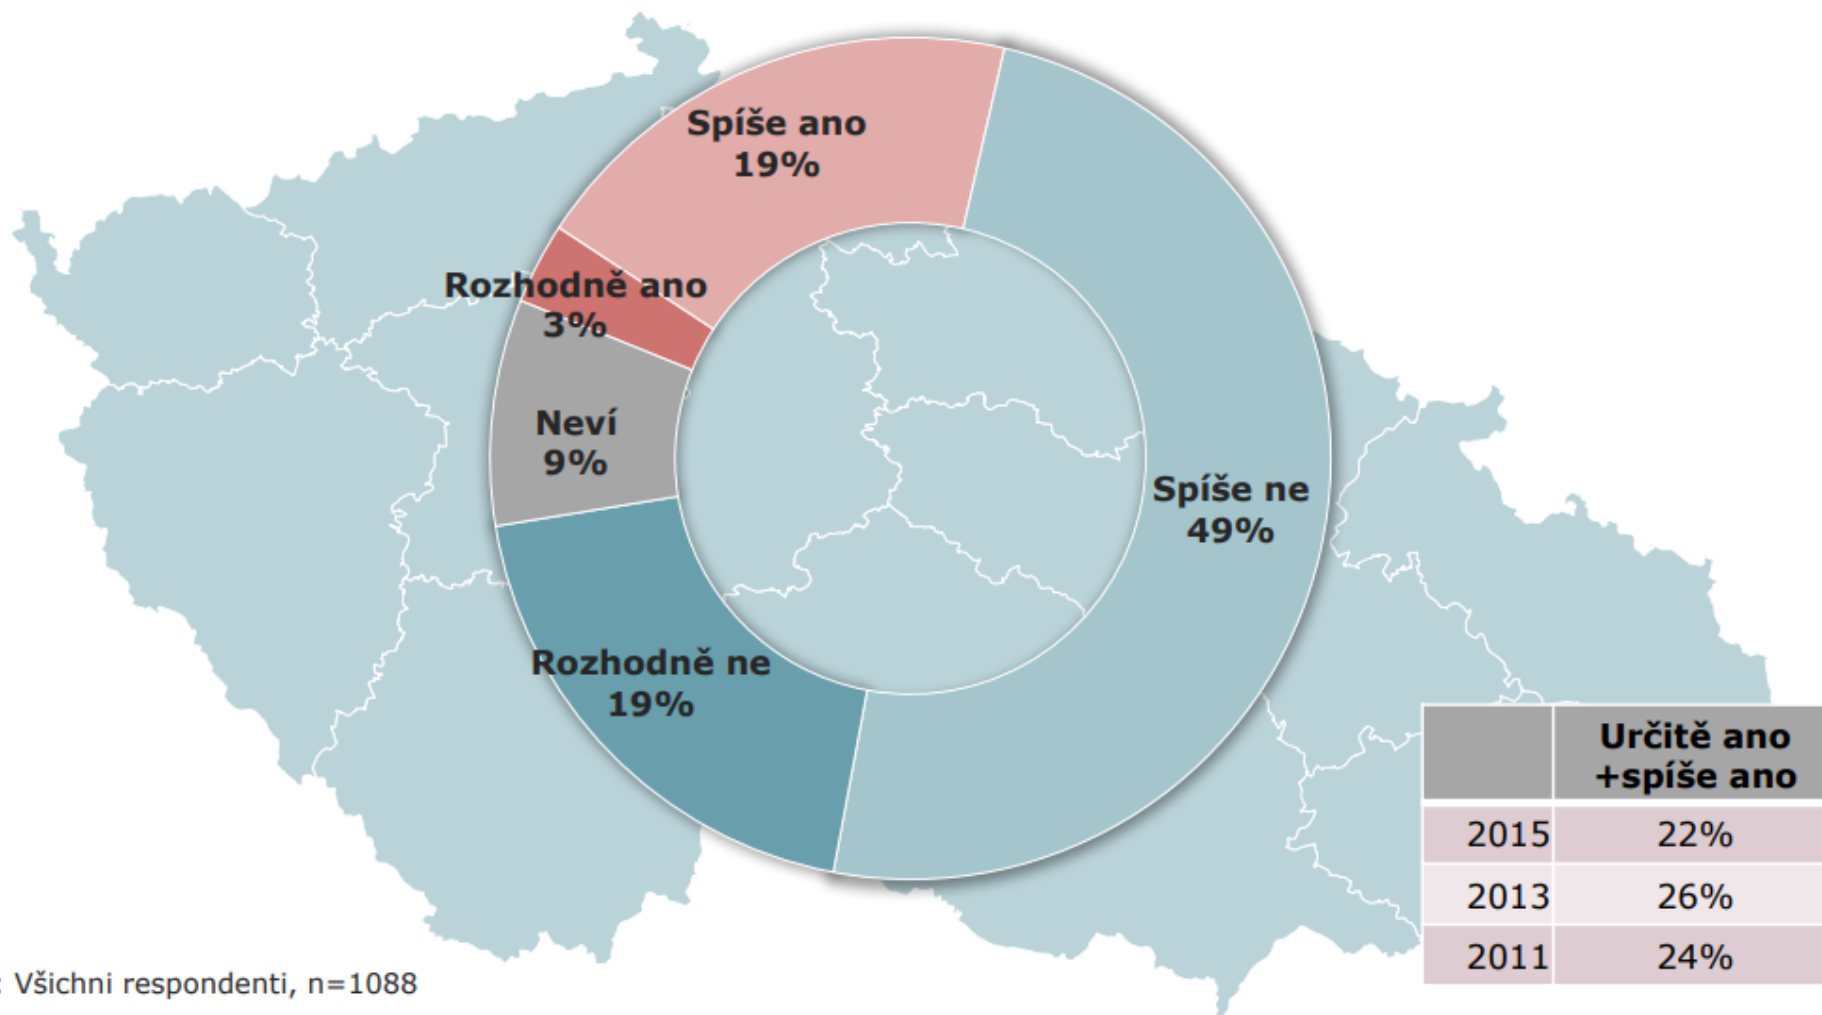 Spíše ano
19%
Rozhodně ano
3%
Neví
9%
Spíše ne
49%
Rozhodně ne
19%
Určitě ano
+spíše ano
2015 22%
2013 26%
2011 24%
: Všichni respondenti, n=1088